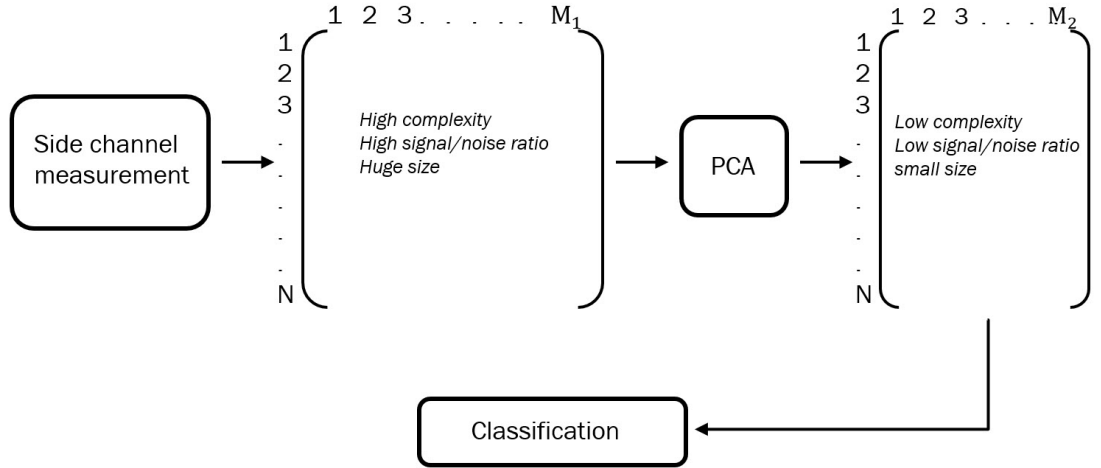 1 2 3 . . . . . M₁
1
2
3
.
.
.
.
.
N
Side channel
measurement
High complexity
High signal/noise ratio
Huge size
PCA
1 2 3 . . . . M₂
1
2
3
.
.
.
.
.
N
Low complexity
Low signal/noise ratio
small size
Classification